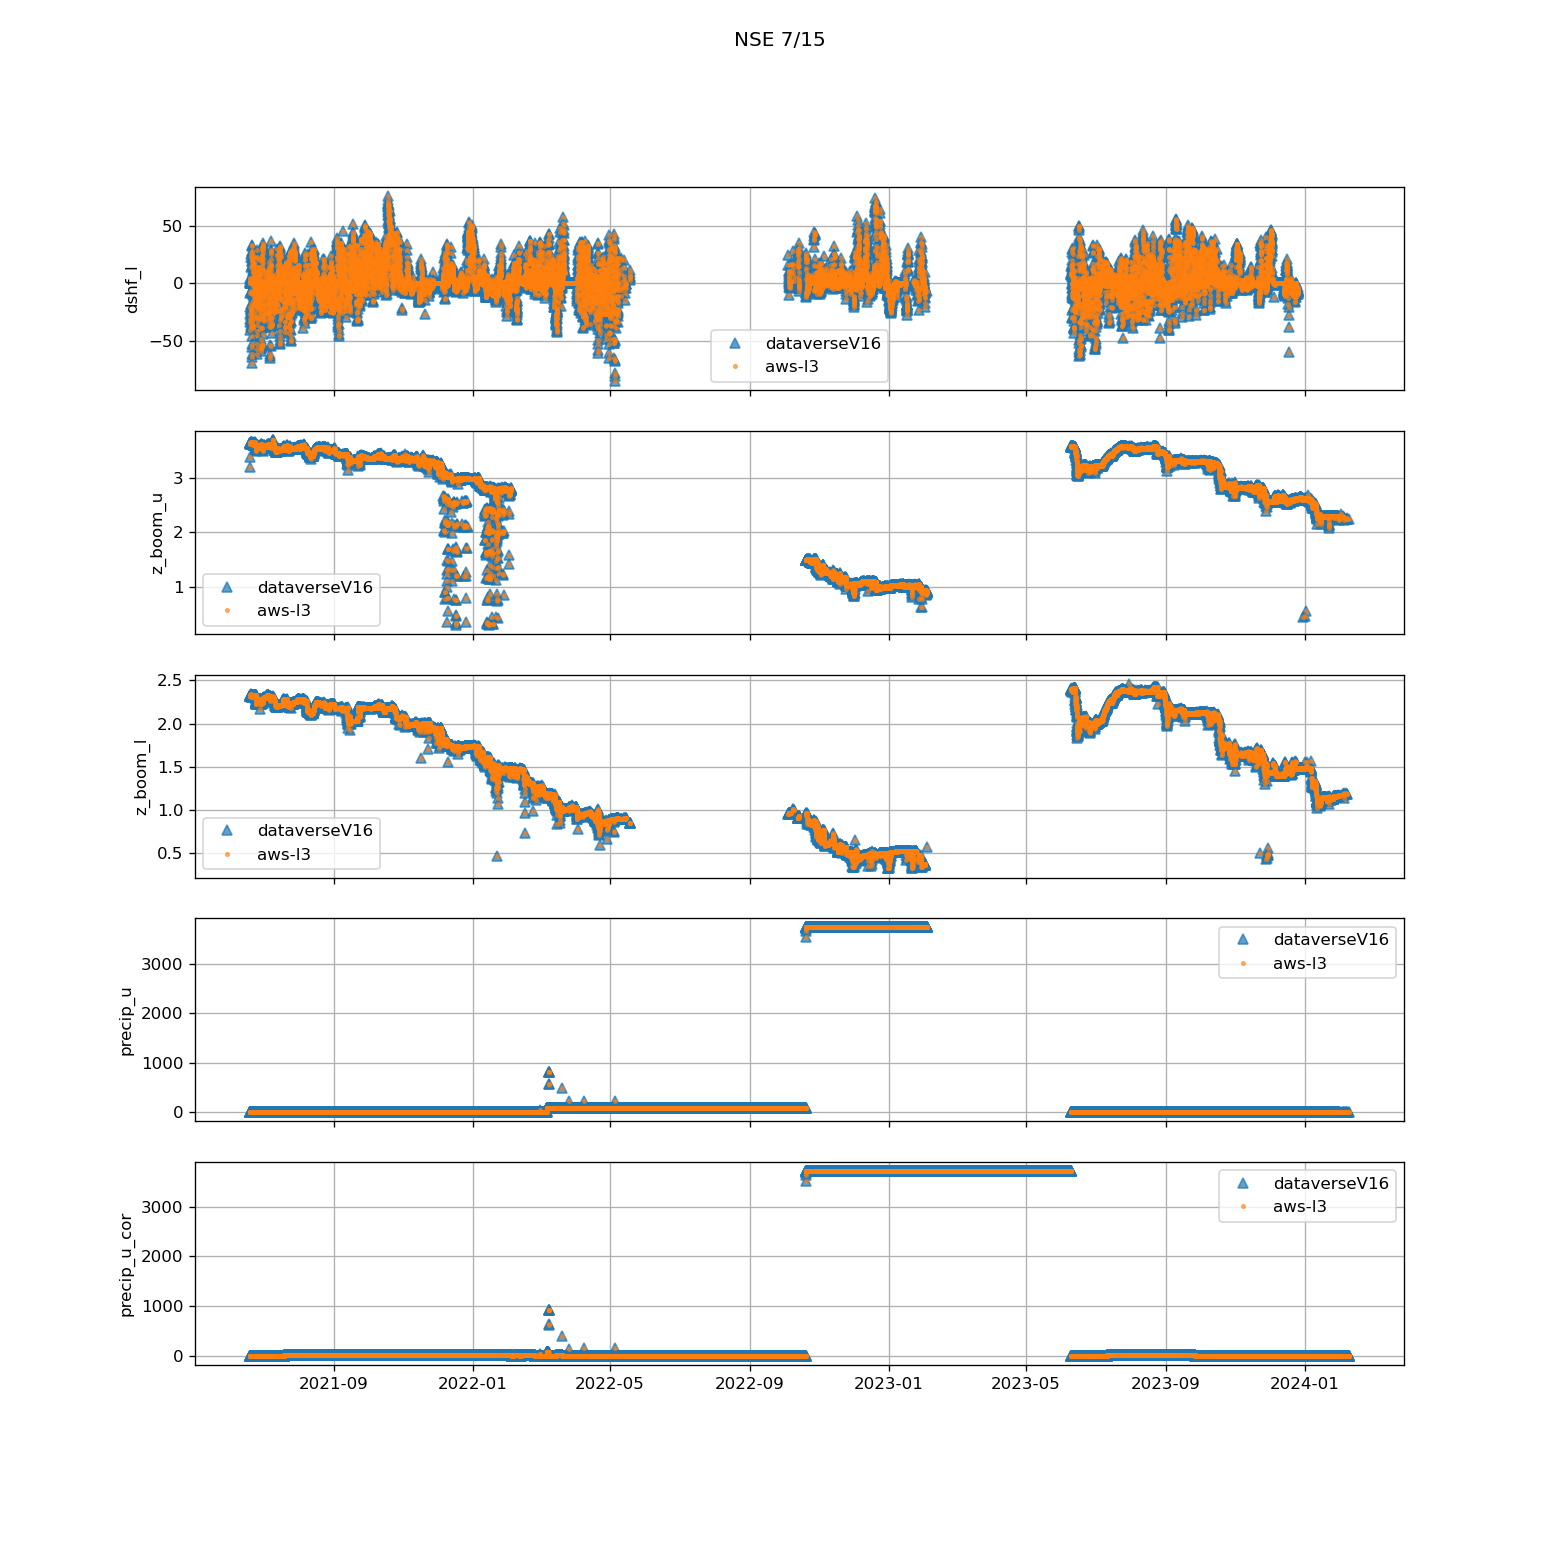 NSE 7/15
50
0
−50
dshf_l
dataverseV16
aws-l3
3
2
1
z_boom_u
dataverseV16
aws-l3
2.5
2.0
1.5
1.0
0.5
z_boom_l
dataverseV16
aws-l3
3000
2000
1000
0
precip_u
dataverseV16
aws-l3
3000
2000
1000
0
precip_u_cor
dataverseV16
aws-l3
2021-09 2022-01 2022-05 2022-09 2023-01 2023-05 2023-09 2024-01